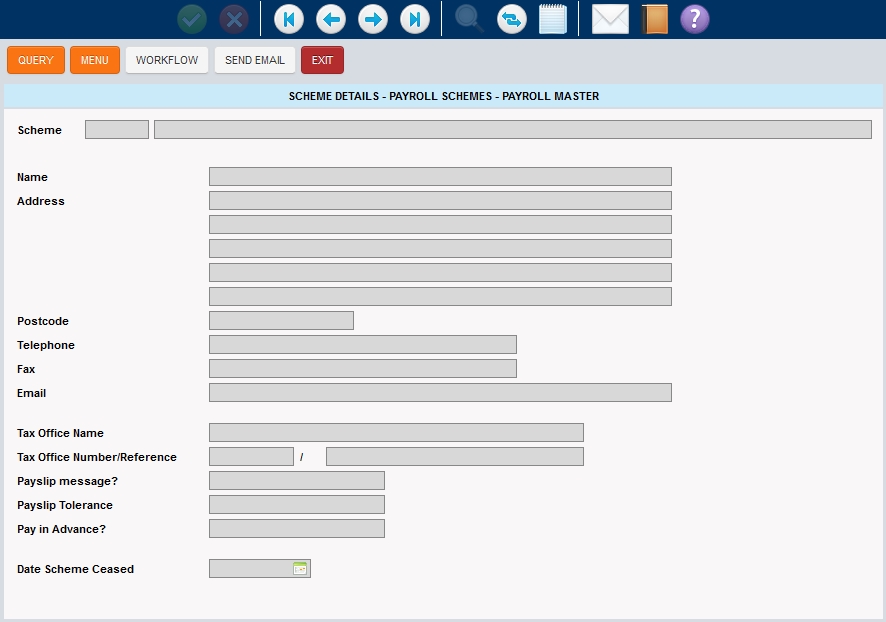 ?
QUERY MENU WORKFLOW SEND EMAIL EXIT
SCHEME DETAILS - PAYROLL SCHEMES - PAYROLL MASTER
Scheme
Name
Address
Postcode
Telephone
Fax
Email
Tax Office Name
Tax Office Number/Reference /
Payslip message?
Payslip Tolerance
Pay in Advance?
Date Scheme Ceased